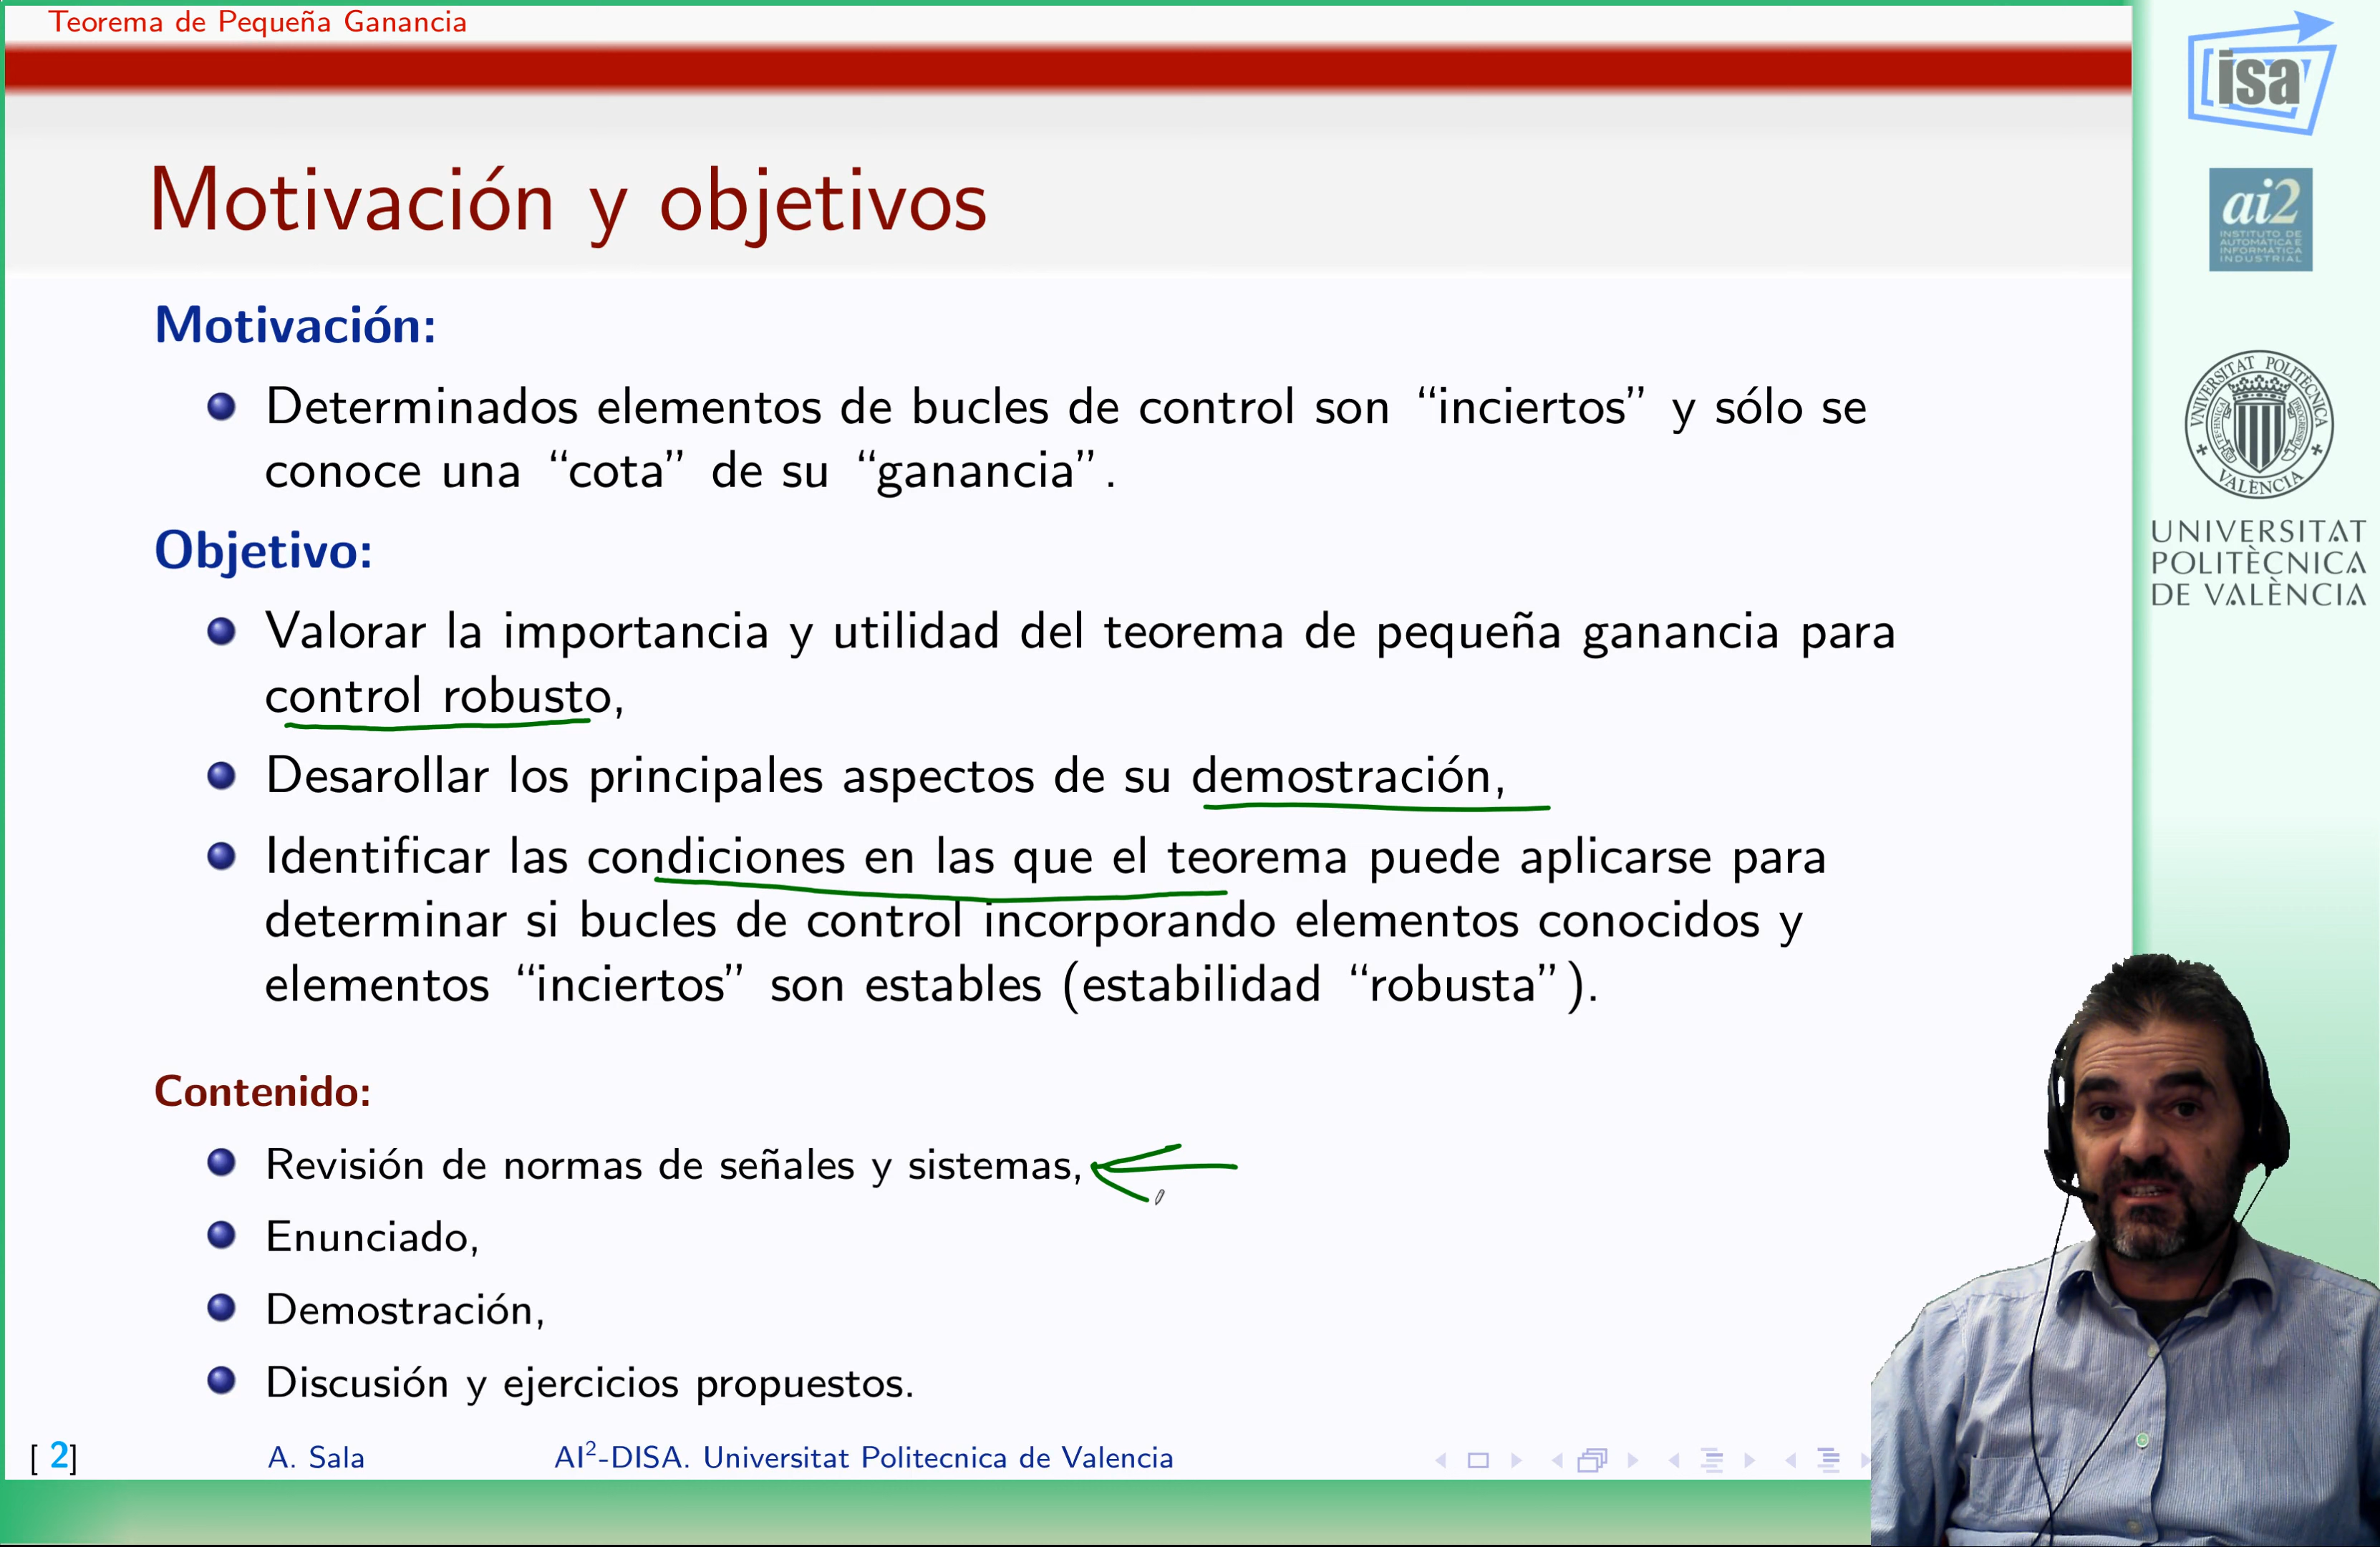 Teorema de Pequeña Ganancia
Motivación y objetivos
Motivación:
Determinados elementos de bucles de control son “inciertos” y sólo se
conoce una “cota” de su “ganancia”.
Objetivo:
Valorar la importancia y utilidad del teorema de pequeña ganancia para
control robusto,
Desarollar los principales aspectos de su demostración,
Identificar las condiciones en las que el teorema puede aplicarse para
determinar si bucles de control incorporando elementos conocidos y
elementos “inciertos” son estables (estabilidad “robusta”).
Contenido:
Revisión de normas de señales y sistemas,
Enunciado,
Demostración,
Discusión y ejercicios propuestos.
[ 2] A. Sala AI²-DISA. Universitat Politecnica de Valencia
isa
ai2
INSTITUTO DE
AUTOMÁTICA E
INFORMÁTICA
INDUSTRIAL
UNIVERSITAT POLITÈCNICA
VALÈNCIA
UNIVERSITAT
POLITÈCNICA
DE VALÈNCIA